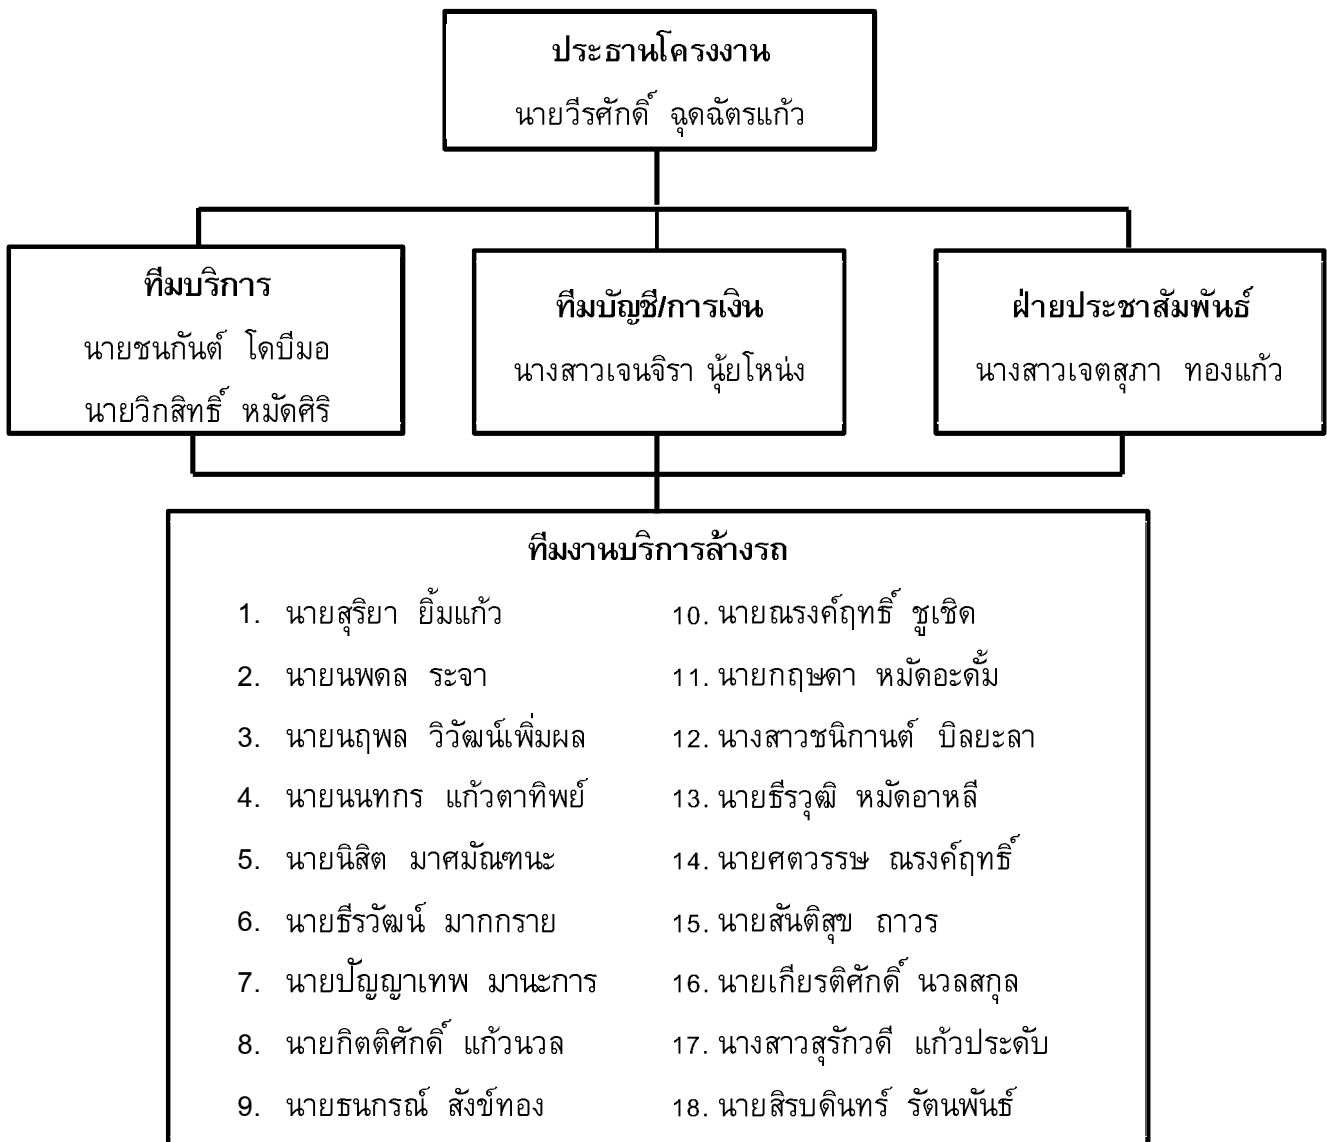 ประธานโครงงาน
นายวีรศักดิ์ ฉุดฉัตรแก้ว
ทีมบริการ
นายชนกันต์ โดบีมอ
นายวิกสิทธิ์ หมัดศิริ
ทีมบัญชี/การเงิน
นางสาวเจนจิรา นุ้ยโหน่ง
ฝ่ายประชาสัมพันธ์
นางสาวเจตสุภา ทองแก้ว
ทีมงานบริการล้างรถ
1. นายสุริยา ยิ้มแก้ว
2. นายนพดล ระจา
3. นายนฤพล วิวัฒน์เพิ่มผล
4. นายนนทกร แก้วตาทิพย์
5. นายนิสิต มาศมัณฑนะ
6. นายธีรวัฒน์ มากกราย
7. นายปัญญาเทพ มานะการ
8. นายกิตติศักดิ์ แก้วนวล
9. นายธนกรณ์ สังข์ทอง
10. นายณรงค์ฤทธิ์ ชูเชิด
11. นายกฤษดา หมัดอะดั้ม
12. นางสาวชนิกานต์ บิลยะลา
13. นายธีรวุฒิ หมัดอาหลี
14. นายศตวรรษ ณรงค์ฤทธิ์
15. นายสันติสุข ถาวร
16. นายเกียรติศักดิ์ นวลสกุล
17. นางสาวสุรักวดี แก้วประดับ
18. นายสิรบดินทร์ รัตนพันธ์